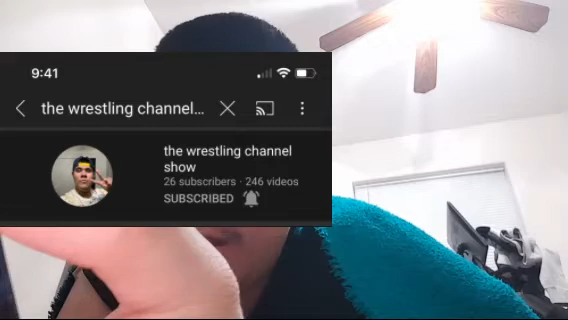 9:41
the wrestling channel...
the wrestling channel
show
26 subscribers · 246 videos
SUBSCRIBED